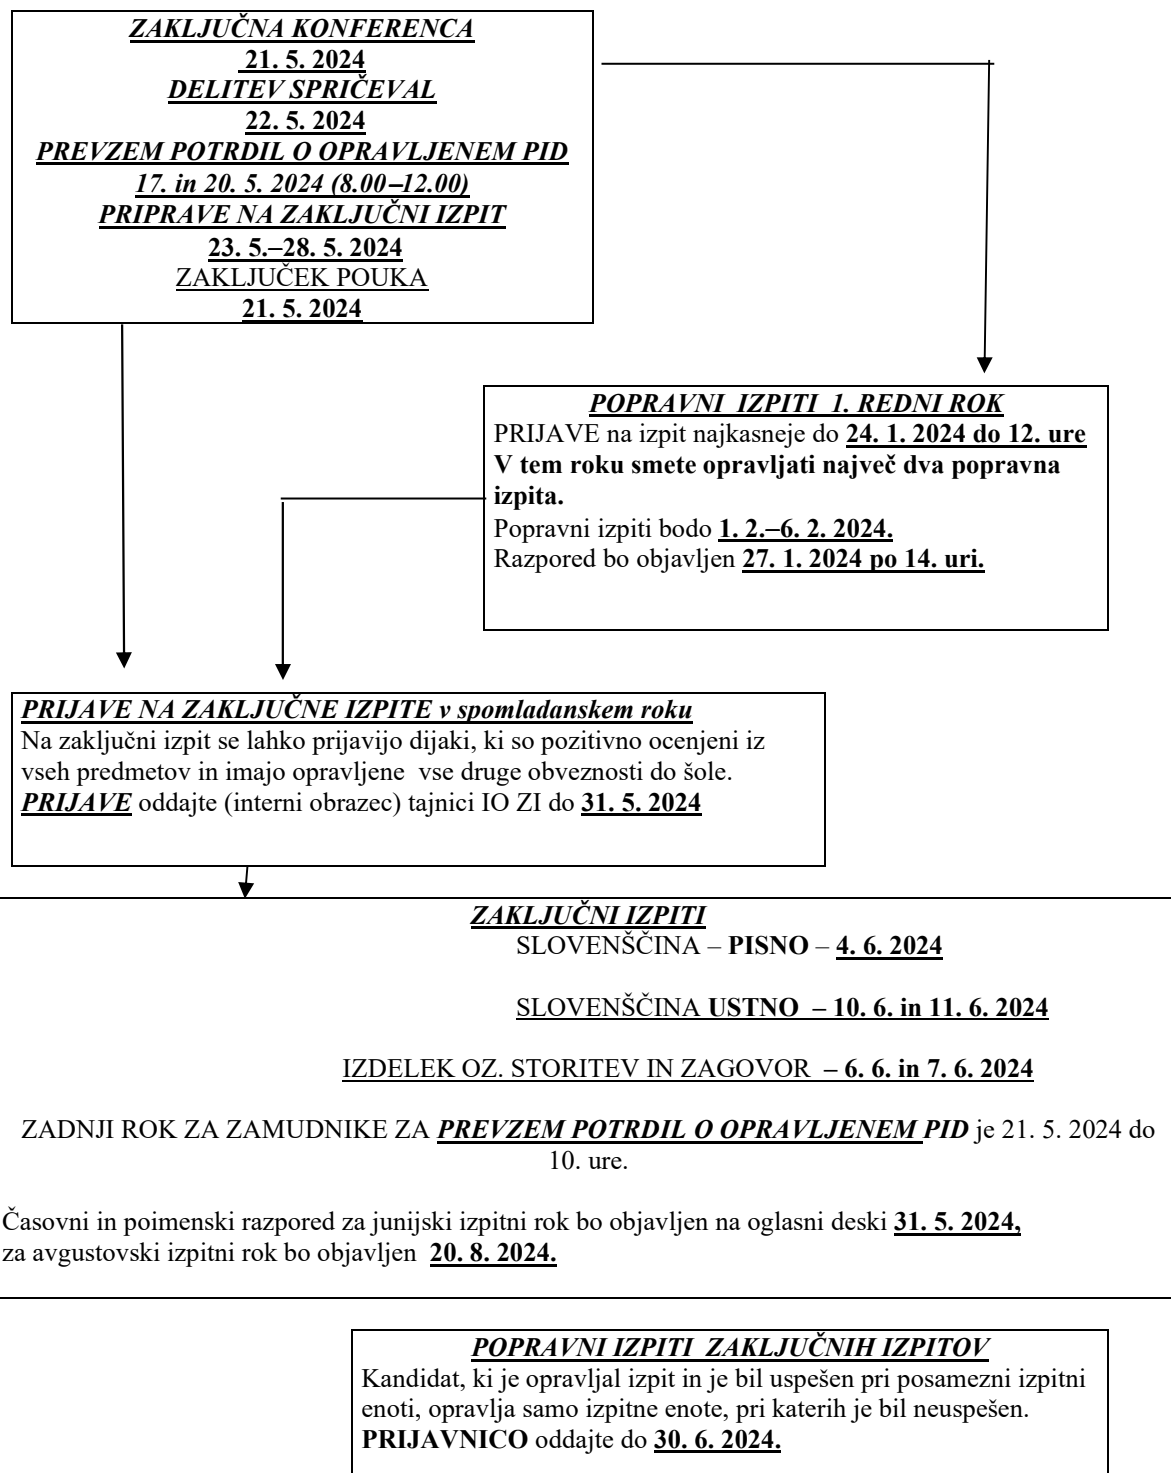 ZAKLJUČNA KONFERENCA
21. 5. 2024
DELITEV SPRIČEVAL
22. 5. 2024
PREVZEM POTRDIL O OPRAVLJENEM PID
17. in 20. 5. 2024 (8.00–12.00)
PRIPRAVE NA ZAKLJUČNI IZPIT
23. 5.–28. 5. 2024
ZAKLJUČEK POUKA
21. 5. 2024
POPRAVNI IZPITI 1. REDNI ROK
PRIJAVE na izpit najkasneje do 24. 1. 2024 do 12. ure
V tem roku smete opravljati največ dva popravna
izpita.
Popravni izpiti bodo 1. 2.–6. 2. 2024.
Razpored bo objavljen 27. 1. 2024 po 14. uri.
PRIJAVE NA ZAKLJUČNE IZPITE v spomladanskem roku
Na zaključni izpit se lahko prijavijo dijaki, ki so pozitivno ocenjeni iz
vseh predmetov in imajo opravljene vse druge obveznosti do šole.
PRIJAVE oddajte (interni obrazec) tajnici IO ZI do 31. 5. 2024
ZAKLJUČNI IZPITI
SLOVENŠČINA – PISNO – 4. 6. 2024
SLOVENŠČINA USTNO – 10. 6. in 11. 6. 2024
IZDELEK OZ. STORITEV IN ZAGOVOR – 6. 6. in 7. 6. 2024
ZADNJI ROK ZA ZAMUDNIKE ZA PREVZEM POTRDIL O OPRAVLJENEM PID je 21. 5. 2024 do
10. ure.
Časovni in poimenski razpored za junijski izpitni rok bo objavljen na oglasni deski 31. 5. 2024,
za avgustovski izpitni rok bo objavljen 20. 8. 2024.
POPRAVNI IZPITI ZAKLJUČNIH IZPITOV
Kandidat, ki je opravljal izpit in je bil uspešen pri posamezni izpitni
enoti, opravlja samo izpitne enote, pri katerih je bil neuspešen.
PRIJAVNICO oddajte do 30. 6. 2024.